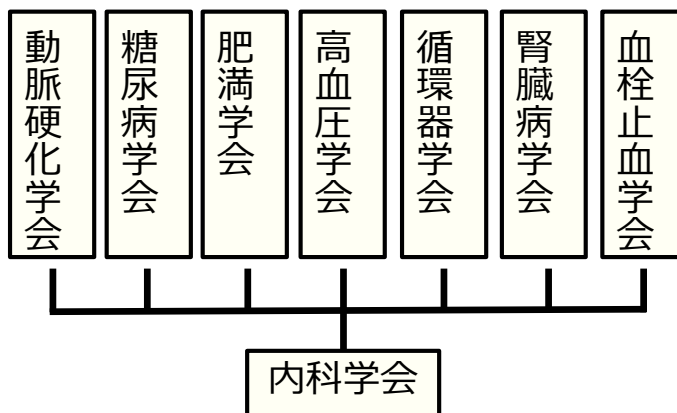 動脈硬化学会
糖尿病学会
肥満学会
高血圧学会
循環器学会
腎臓病学会
血栓止血学会
内科学会